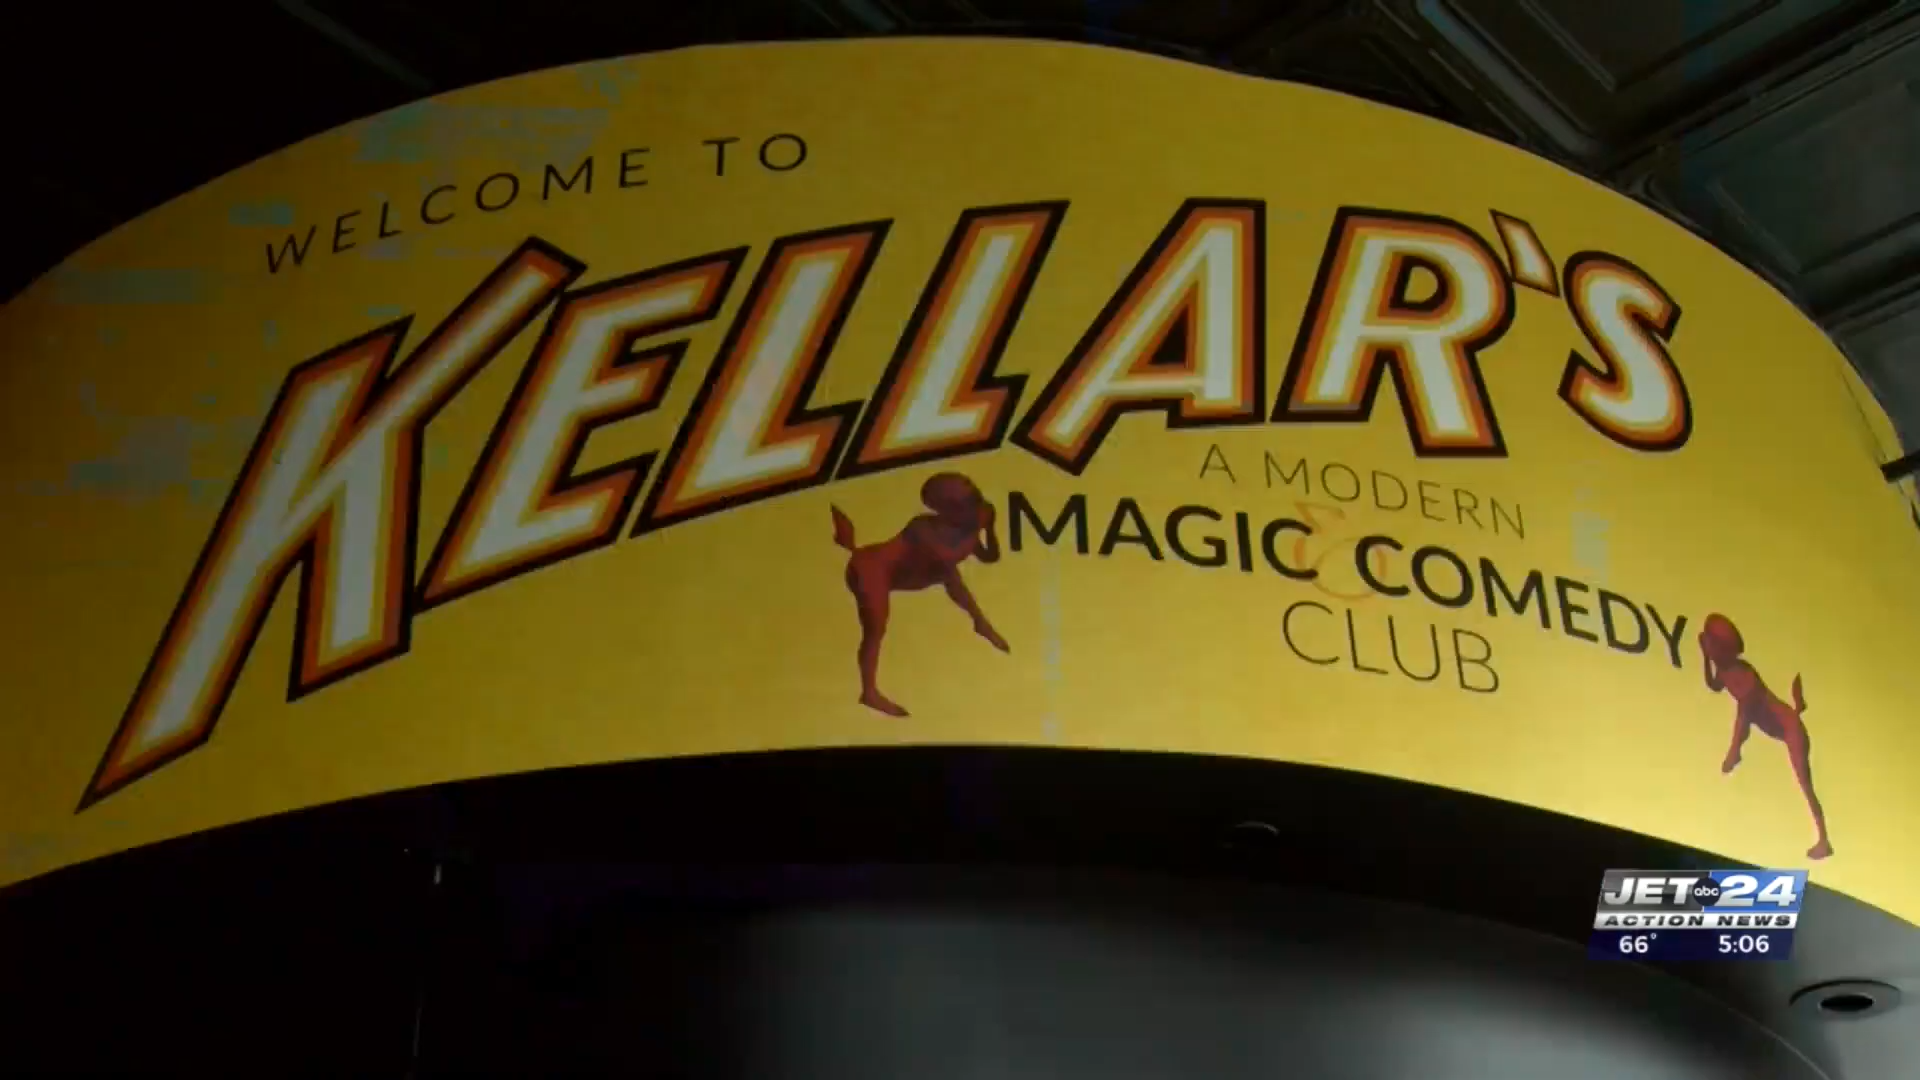 WELCOME TO
KELLAR'S
A MODERN
MAGIC & COMEDY
CLUB
JET abc 24
ACTION NEWS
66° 5:06